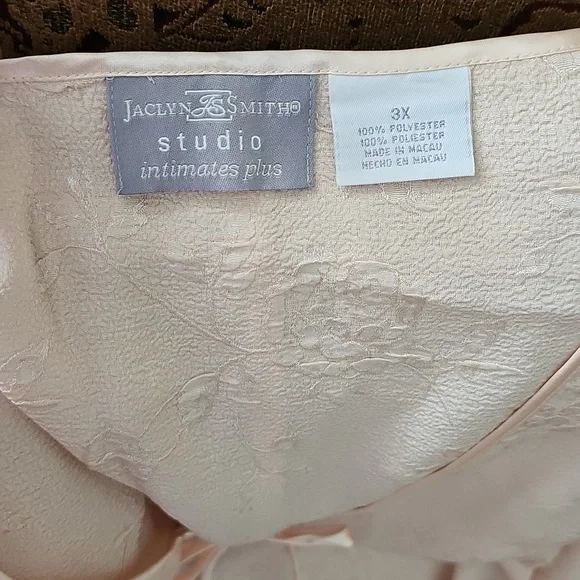 JACLYN JS SMITH®
studio
intimates plus
3X
100% POLYESTER
100% POLIESTER
MADE IN MACAU
HECHO EN MACAU